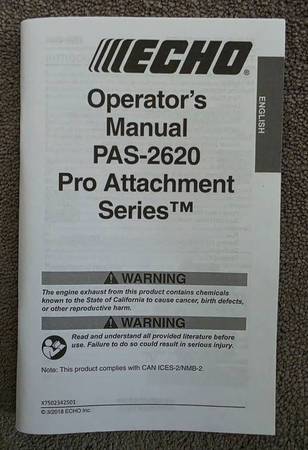 ECHO®
ENGLISH
Operator's
Manual
PAS-2620
Pro Attachment
Series™
WARNING
The engine exhaust from this product contains chemicals
known to the State of California to cause cancer, birth defects,
or other reproductive harm.
WARNING
Read and understand all provided literature before
use. Failure to do so could result in serious injury.
Note: This product complies with CAN ICES-2/NMB-2
X7502342501
© 3/2018 ECHO Inc.